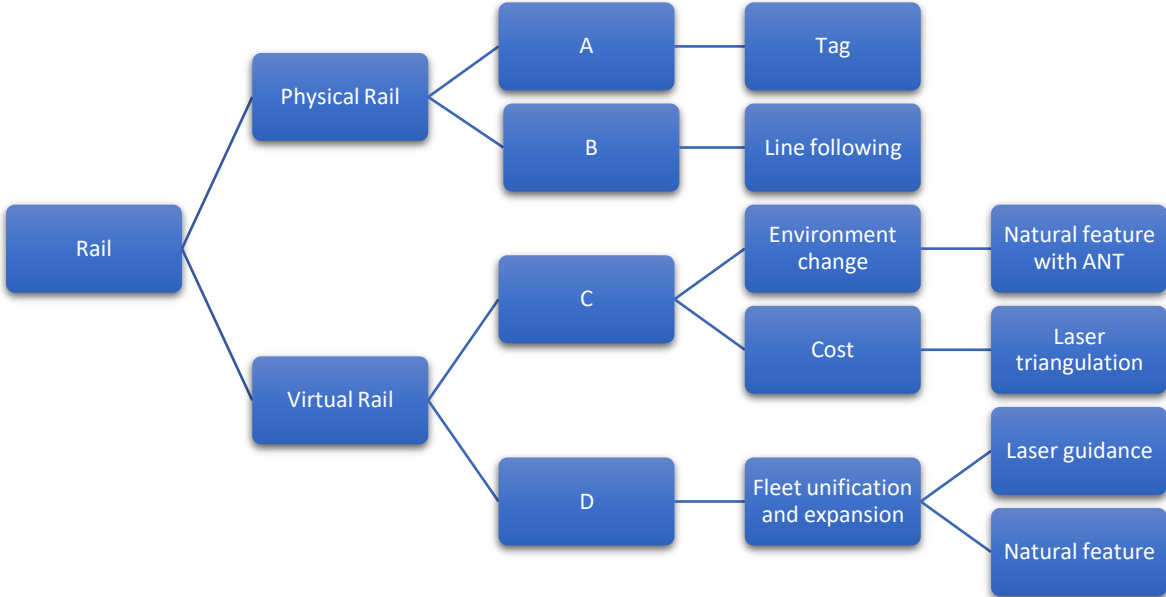 Rail
Physical Rail
A
Tag
B
Line following
Virtual Rail
C
Environment
change
Natural feature
with ANT
Cost
Laser
triangulation
D
Fleet unification
and expansion
Laser guidance
Natural feature